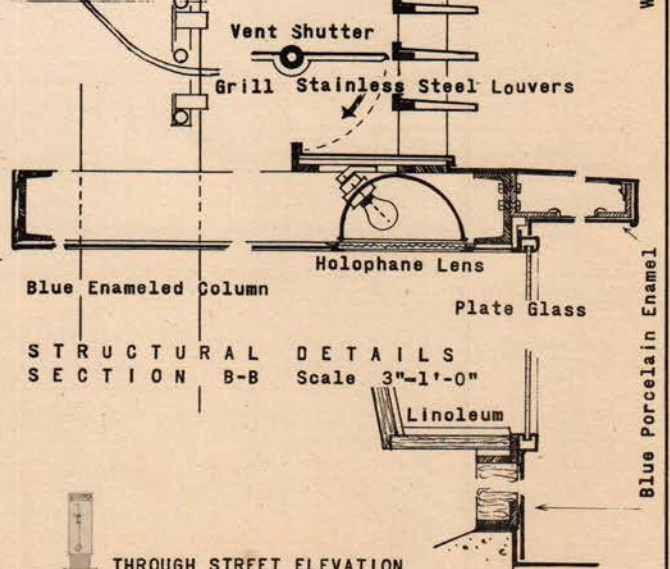 Vent Shutter
Grill Stainless Steel Louvers
Holophane Lens
Blue Enameled Column
Plate Glass
STRUCTURAL DETAILS
SECTION B-B Scale 3"-1'-0"
Linoleum
Blue Porcelain Enamel
THROUGH STREET ELEVATION